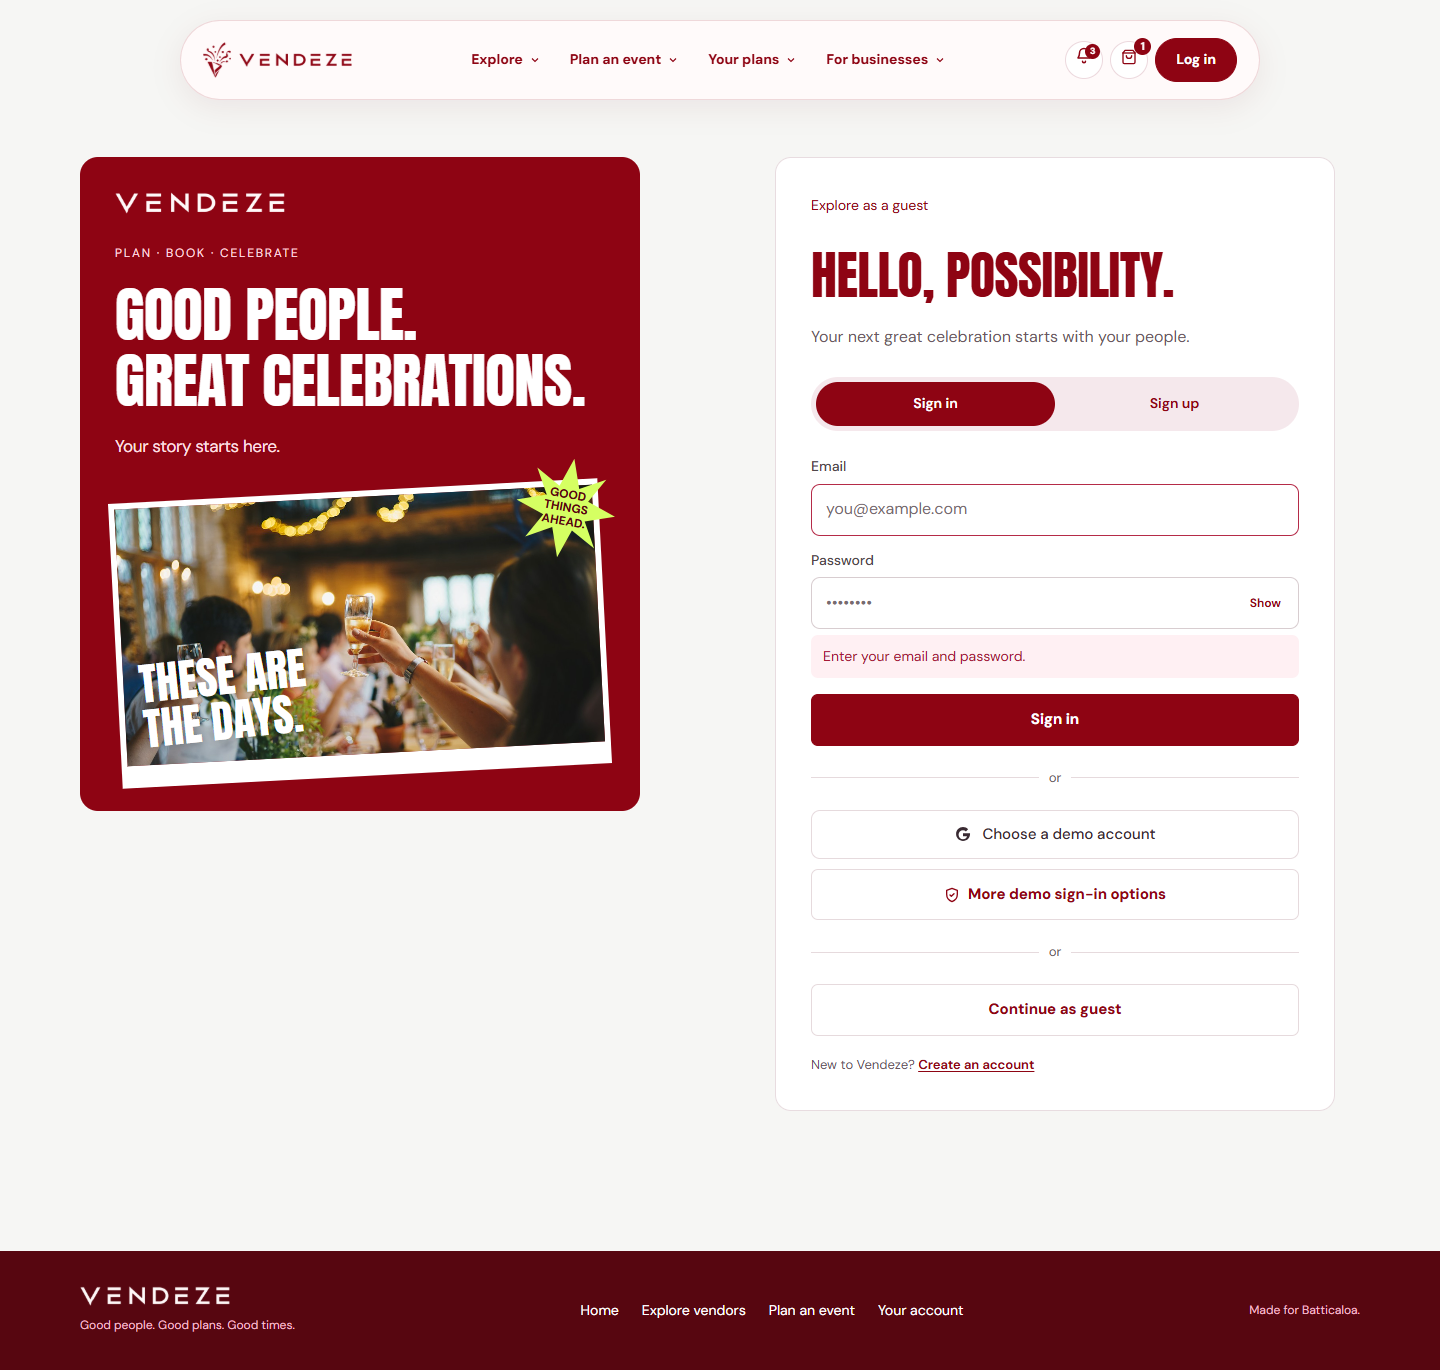 VENDEZE
Explore
Plan an event
Your plans
For businesses
3
1
Log in
VENDEZE
PLAN · BOOK · CELEBRATE
GOOD PEOPLE.
GREAT CELEBRATIONS.
Your story starts here.
GOOD
THINGS
AHEAD.
THESE ARE
THE DAYS.
Explore as a guest
HELLO, POSSIBILITY.
Your next great celebration starts with your people.
Sign in
Sign up
Email
you@example.com
Password
••••••••
Show
Enter your email and password.
Sign in
or
Choose a demo account
More demo sign-in options
or
Continue as guest
New to Vendeze? Create an account
VENDEZE
Good people. Good plans. Good times.
Home
Explore vendors
Plan an event
Your account
Made for Batticaloa.